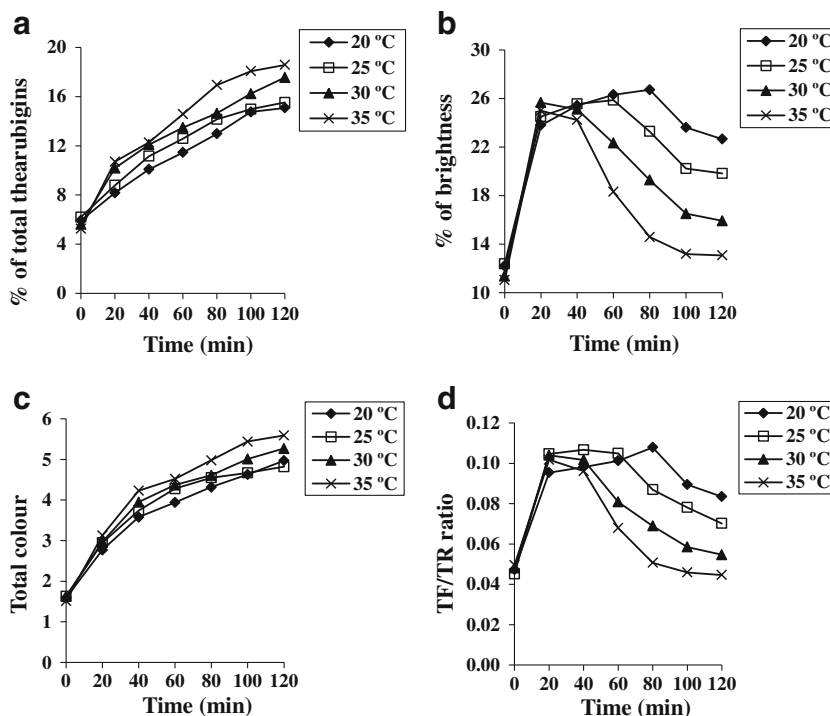 a
20 ºC
25 ºC
30 ºC
35 ºC
% of total thearubigins
20
16
12
8
4
0
0 20 40 60 80 100 120
Time (min)
b
20 ºC
25 ºC
30 ºC
35 ºC
% of brightness
30
26
22
18
14
10
0 20 40 60 80 100 120
Time (min)
c
20 ºC
25 ºC
30 ºC
35 ºC
Total colour
6
5
4
3
2
1
0
0 20 40 60 80 100 120
Time (min)
d
20 ºC
25 ºC
30 ºC
35 ºC
TF/TR ratio
0.12
0.10
0.08
0.06
0.04
0.02
0.00
0 20 40 60 80 100 120
Time (min)